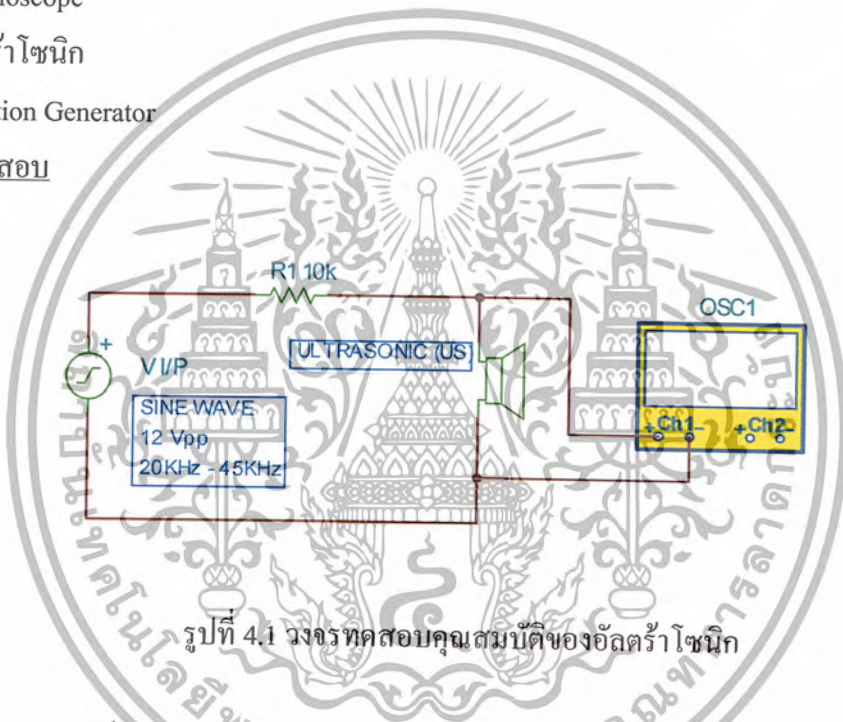 loscope
ร้าโซนิก
tion Generator
สอบ
R1 10k
OSC1
ULTRASONIC (US)
+
V I/P
SINE WAVE
12 Vpp
20KHz - 45KHz
+Ch1- +Ch2-
รูปที่ 4.1 วงจรทดสอบคุณสมบัติของอัลตร้าโซนิก